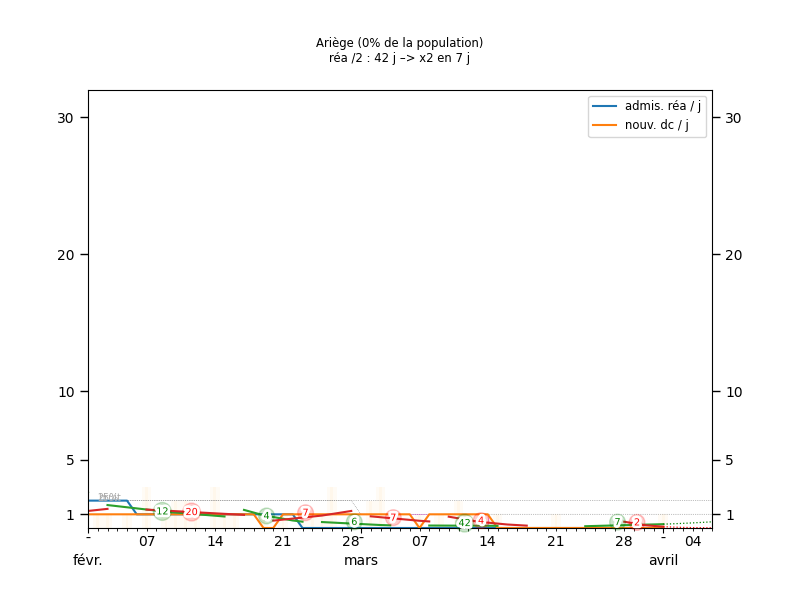 Ariège (0% de la population)
réa /2 : 42 j –> x2 en 7 j
admis. réa / j
nouv. dc / j
30 30
20 20
10 10
5 5
1 1
12 20 4 7 6 7 42 4 7 2
- 07 14 21 28 - 07 14 21 28 - 04
févr. mars avril